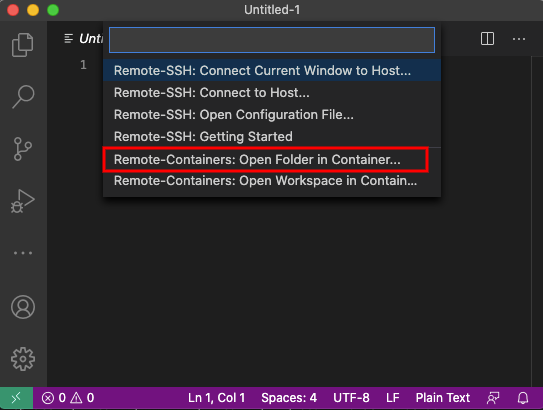 Untitled-1
1
Remote-SSH: Connect Current Window to Host...
Remote-SSH: Connect to Host...
Remote-SSH: Open Configuration File...
Remote-SSH: Getting Started
Remote-Containers: Open Folder in Container...
Remote-Containers: Open Workspace in Contain...
0 0 Ln 1, Col 1 Spaces: 4 UTF-8 LF Plain Text